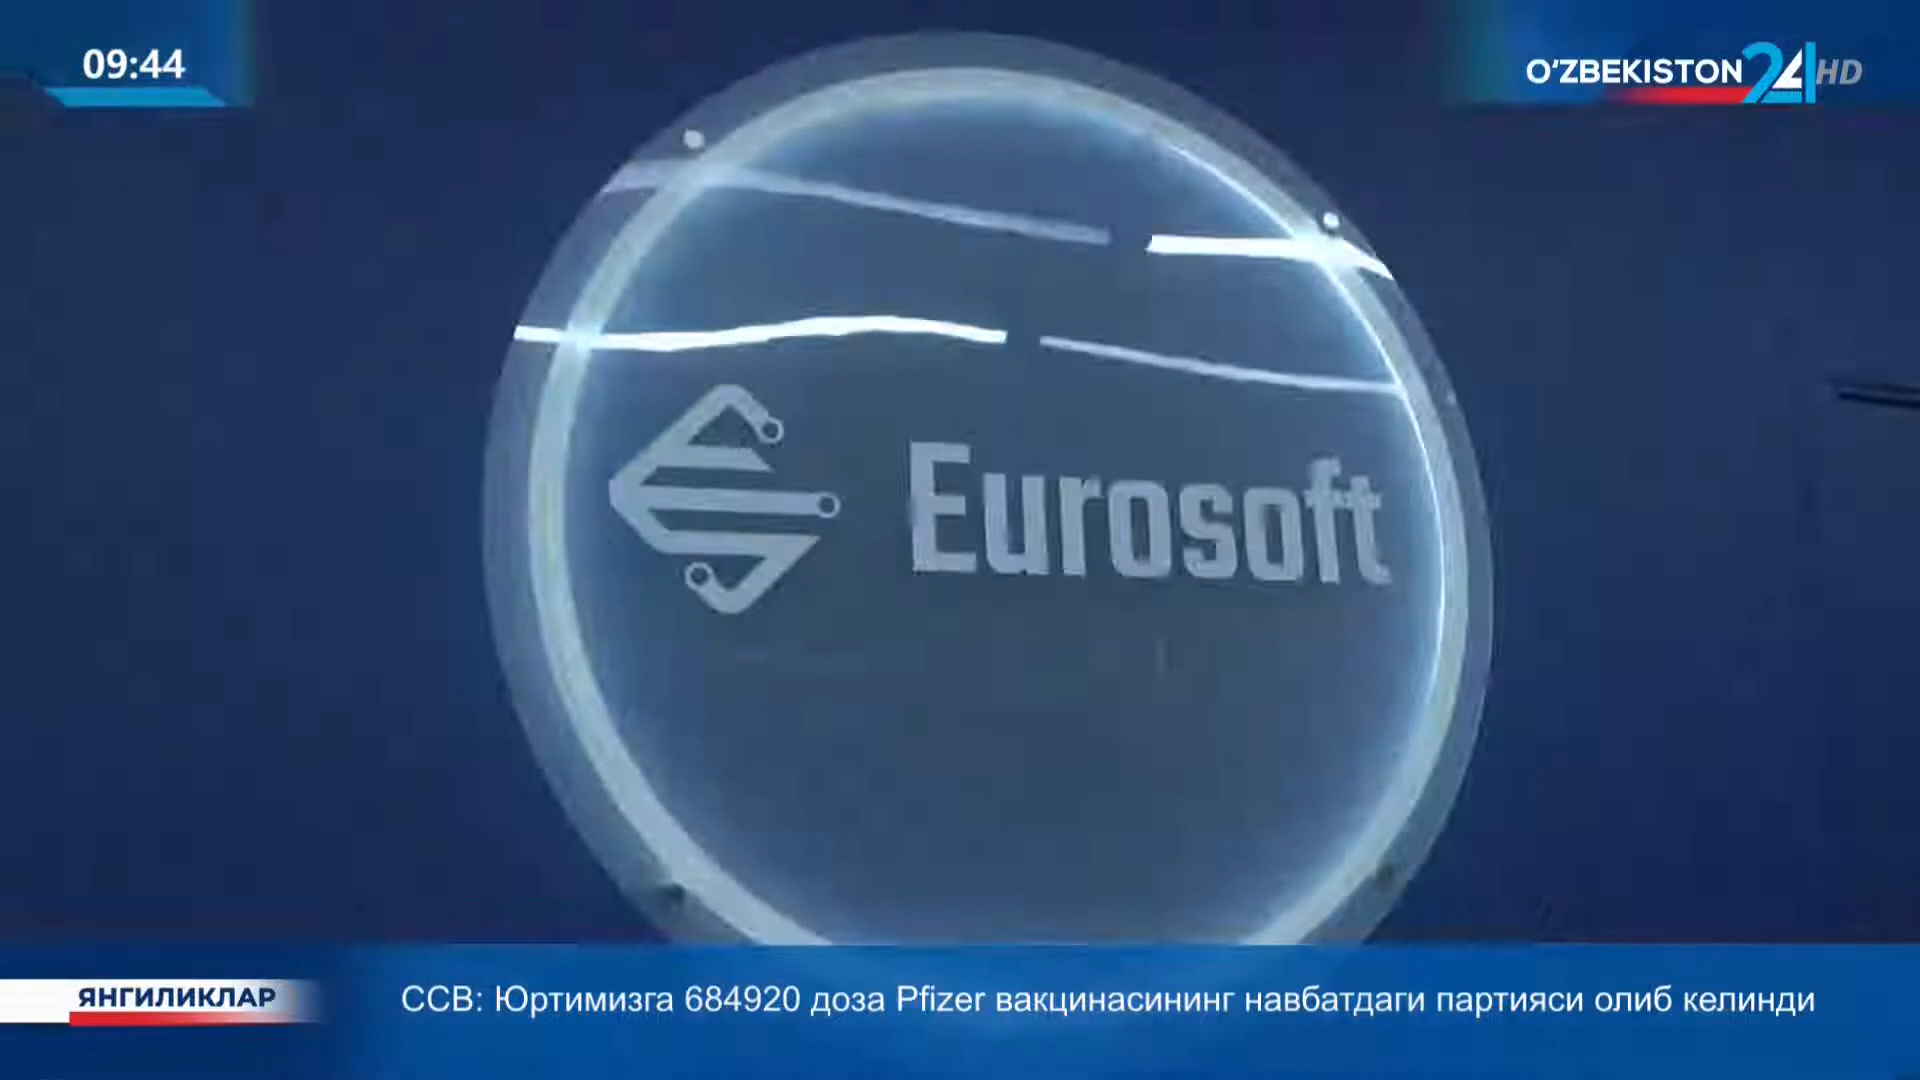 09:44
O‘ZBEKISTON 24 HD
Eurosoft
ЯНГИЛИКЛАР
ССВ: Юртимизга 684920 доза Pfizer вакцинасининг навбатдаги партияси олиб келинди